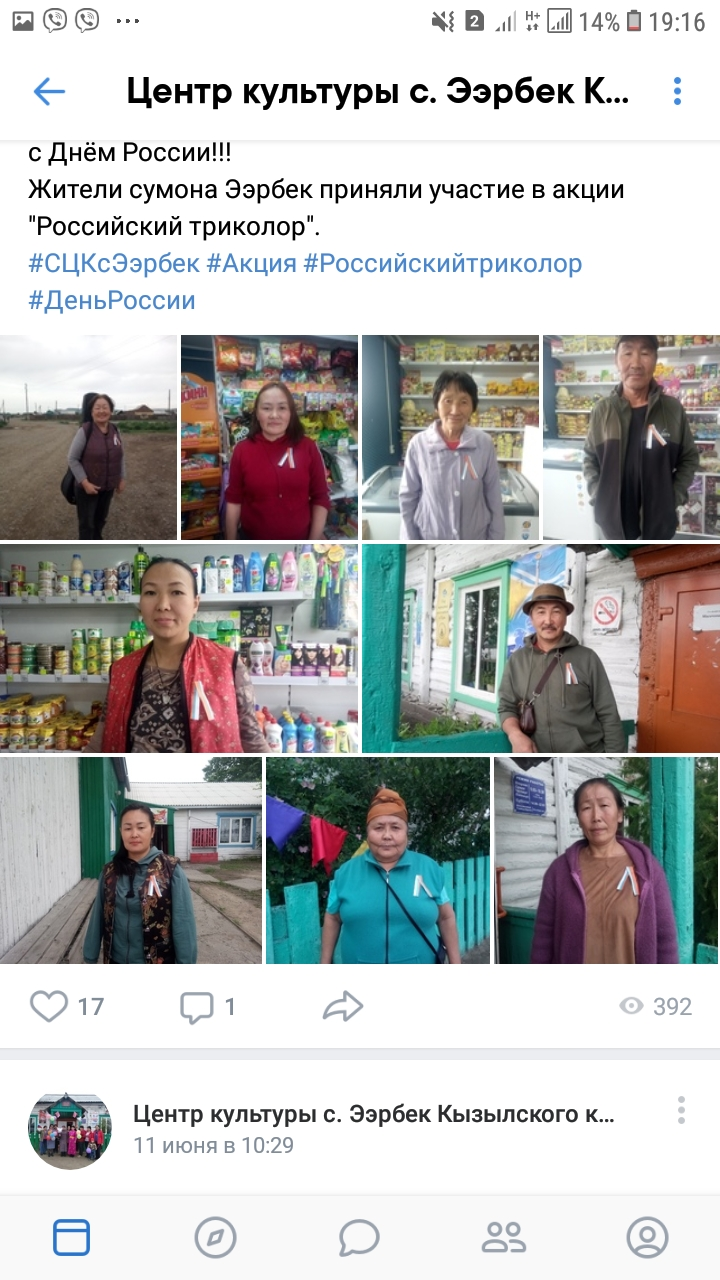 2 H+ 14% 19:16
Центр культуры с. Ээрбек К...
с Днём России!!!
Жители сумона Ээрбек приняли участие в акции
"Российский триколор".
#СЦКсЭэрбек #Акция #Российскийтриколор
#ДеньРоссии
17 1 392
Центр культуры с. Ээрбек Кызылского к...
11 июня в 10:29